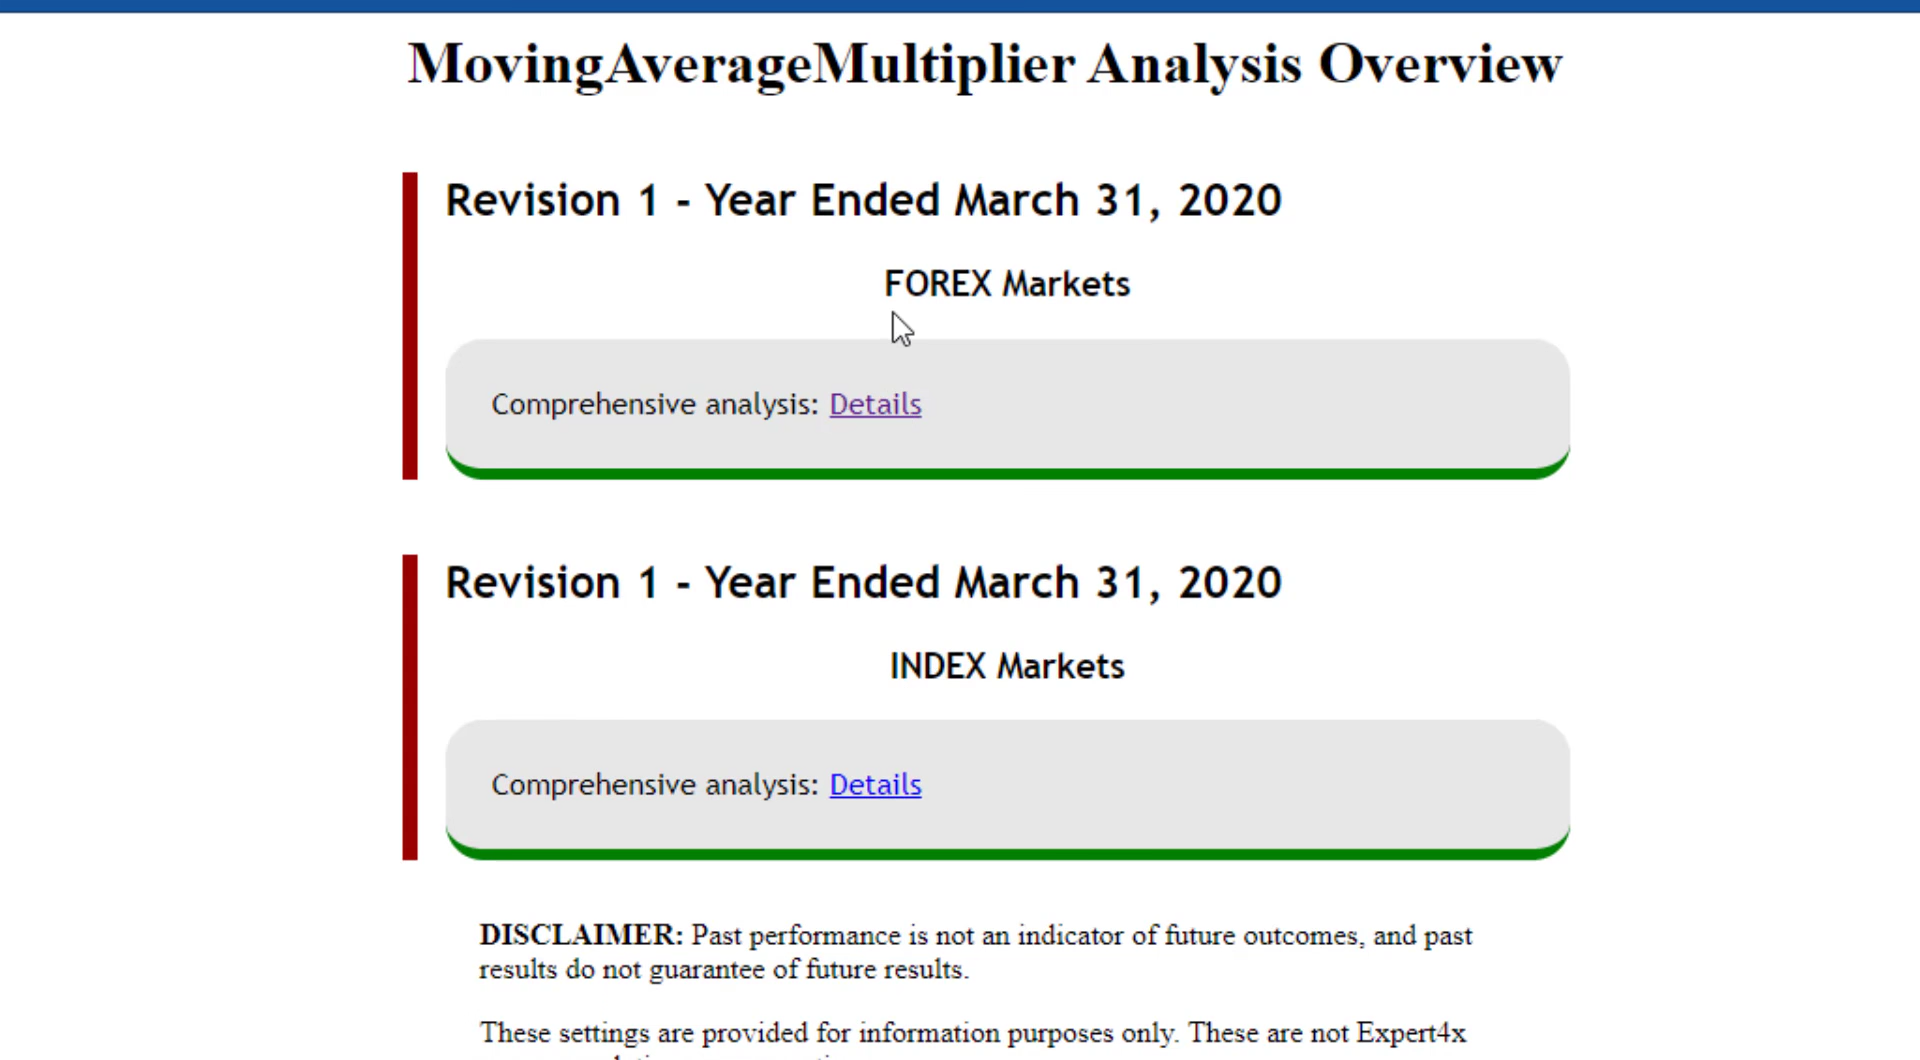 MovingAverageMultiplier Analysis Overview
Revision 1 - Year Ended March 31, 2020
FOREX Markets
Comprehensive analysis: Details
Revision 1 - Year Ended March 31, 2020
INDEX Markets
Comprehensive analysis: Details
DISCLAIMER: Past performance is not an indicator of future outcomes, and past
results do not guarantee of future results.
These settings are provided for information purposes only. These are not Expert4x